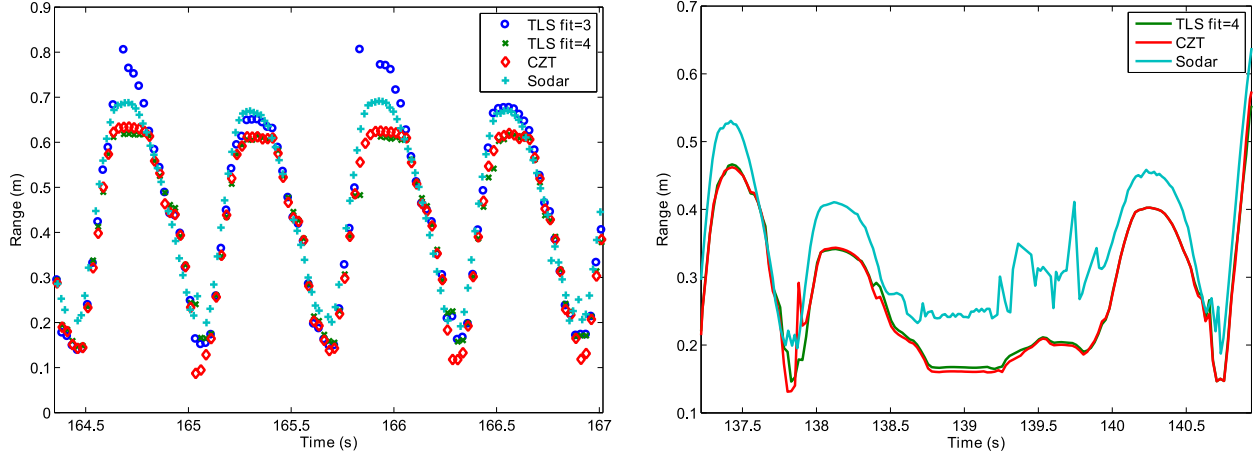 0.9
0.8
0.7
0.6
0.5
0.4
0.3
0.2
0.1
0
Range (m)
164.5
165
165.5
166
166.5
167
Time (s)
TLS fit=3
TLS fit=4
CZT
Sodar
0.7
0.6
0.5
0.4
0.3
0.2
0.1
Range (m)
137.5
138
138.5
139
139.5
140
140.5
Time (s)
TLS fit=4
CZT
Sodar